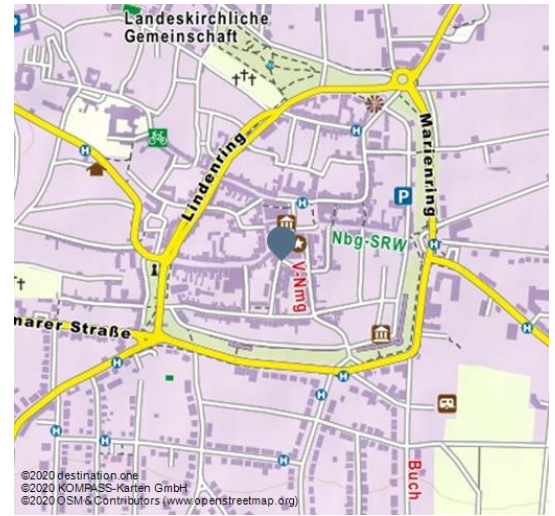 Landeskirchliche
Gemeinschaft
H
H
H
Marienring
Lindenring
P
H
Nbg-SRW
H
V-Nmg
narer Straße
H
H
H
H
H
Buch
©2020 destination.one
©2020 KOMPASS-Karten GmbH
©2020 OSM & Contributors (www.openstreetmap.org)